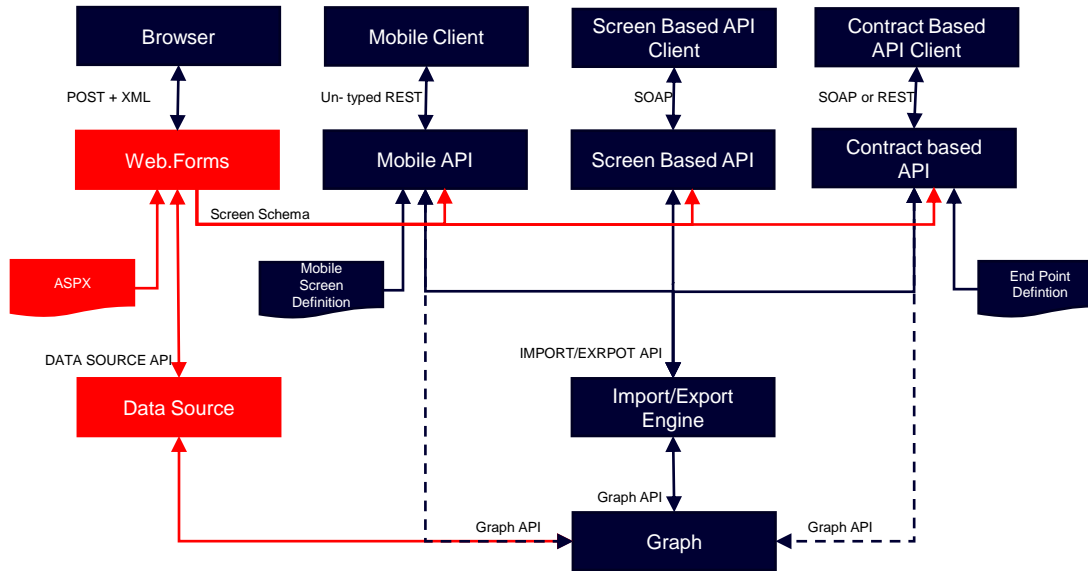 Browser
Mobile Client
Screen Based API
Client
Contract Based
API Client
POST + XML
Un- typed REST
SOAP
SOAP or REST
Web.Forms
Mobile API
Screen Based API
Contract based
API
Screen Schema
ASPX
Mobile
Screen
Definition
End Point
Defintion
DATA SOURCE API
IMPORT/EXRPOT API
Data Source
Import/Export
Engine
Graph API
Graph API
Graph API
Graph